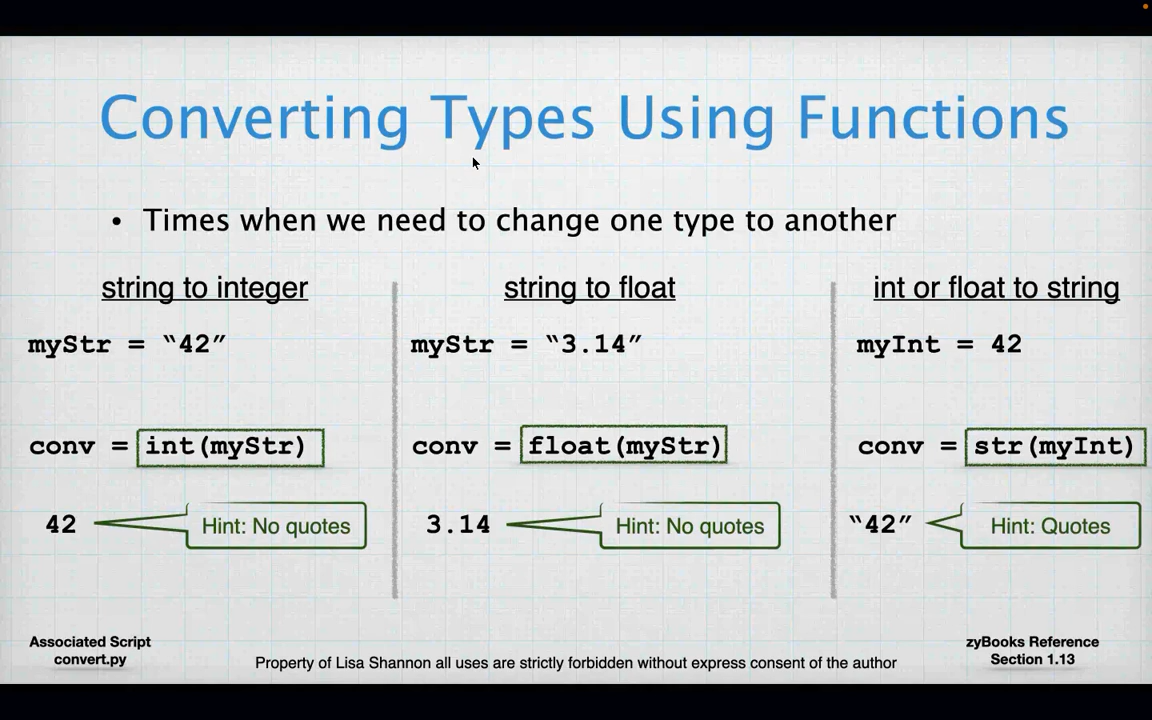 Converting Types Using Functions
• Times when we need to change one type to another
string to integer
myStr = “42”
conv = int(myStr)
42
Hint: No quotes
string to float
myStr = “3.14”
conv = float(myStr)
3.14
Hint: No quotes
int or float to string
myInt = 42
conv = str(myInt)
“42”
Hint: Quotes
Associated Script
convert.py
Property of Lisa Shannon all uses are strictly forbidden without express consent of the author
zyBooks Reference
Section 1.13